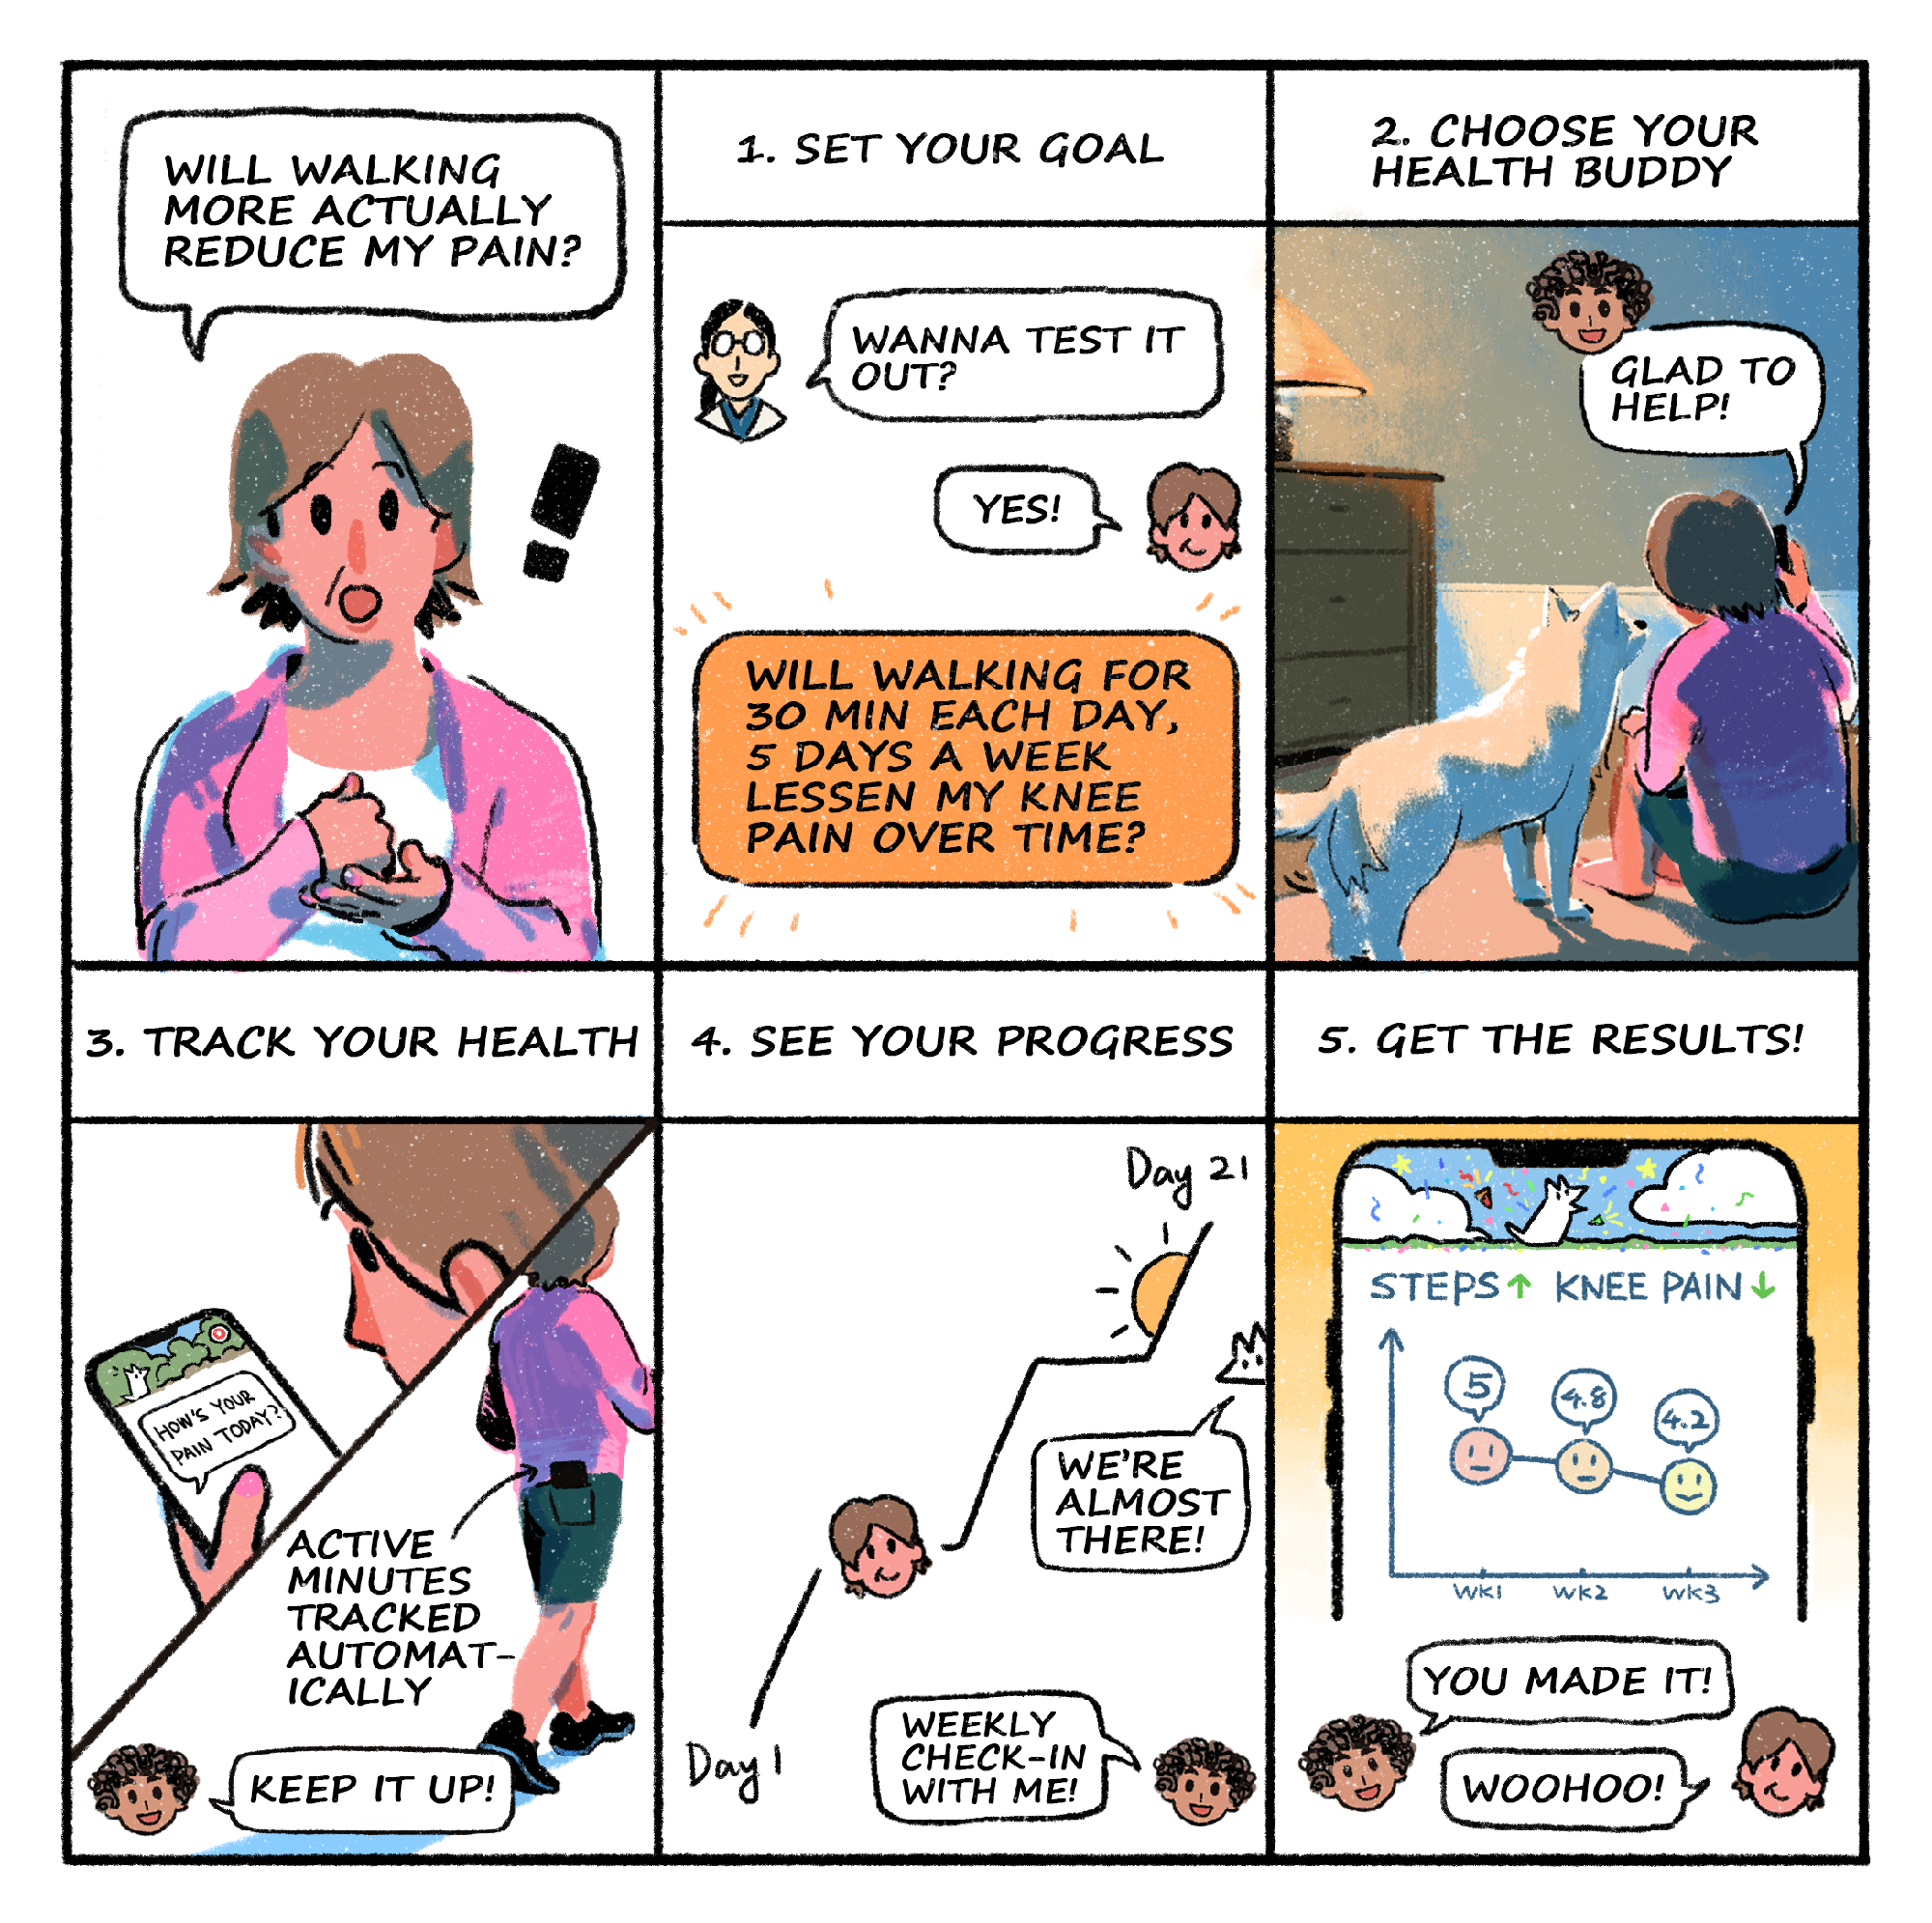 WILL WALKING
MORE ACTUALLY
REDUCE MY PAIN?
1. SET YOUR GOAL
WANNA TEST IT
OUT?
YES!
WILL WALKING FOR
30 MIN EACH DAY,
5 DAYS A WEEK
LESSEN MY KNEE
PAIN OVER TIME?
2. CHOOSE YOUR
HEALTH BUDDY
GLAD TO
HELP!
3. TRACK YOUR HEALTH
HOW'S YOUR
PAIN TODAY?
ACTIVE
MINUTES
TRACKED
AUTOMAT-
ICALLY
KEEP IT UP!
4. SEE YOUR PROGRESS
Day 21
WE'RE
ALMOST
THERE!
Day 1
WEEKLY
CHECK-IN
WITH ME!
5. GET THE RESULTS!
STEPS↑ KNEE PAIN↓
5
4.8
4.2
WK1 WK2 WK3
YOU MADE IT!
WOOHOO!